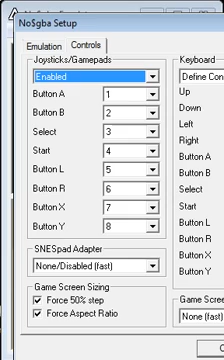 No$gba Setup
Emulation Controls
Joysticks/Gamepads
Enabled
Button A 1
Button B 2
Select 3
Start 4
Button L 5
Button R 6
Button X 7
Button Y 8
SNESpad Adapter
None/Disabled (fast)
Game Screen Sizing
Force 50% step
Force Aspect Ratio
Keyboard
Define Con
Up
Down
Left
Right
Button A
Button B
Select
Start
Button L
Button R
Button X
Button Y
Game Scree
None (fast)